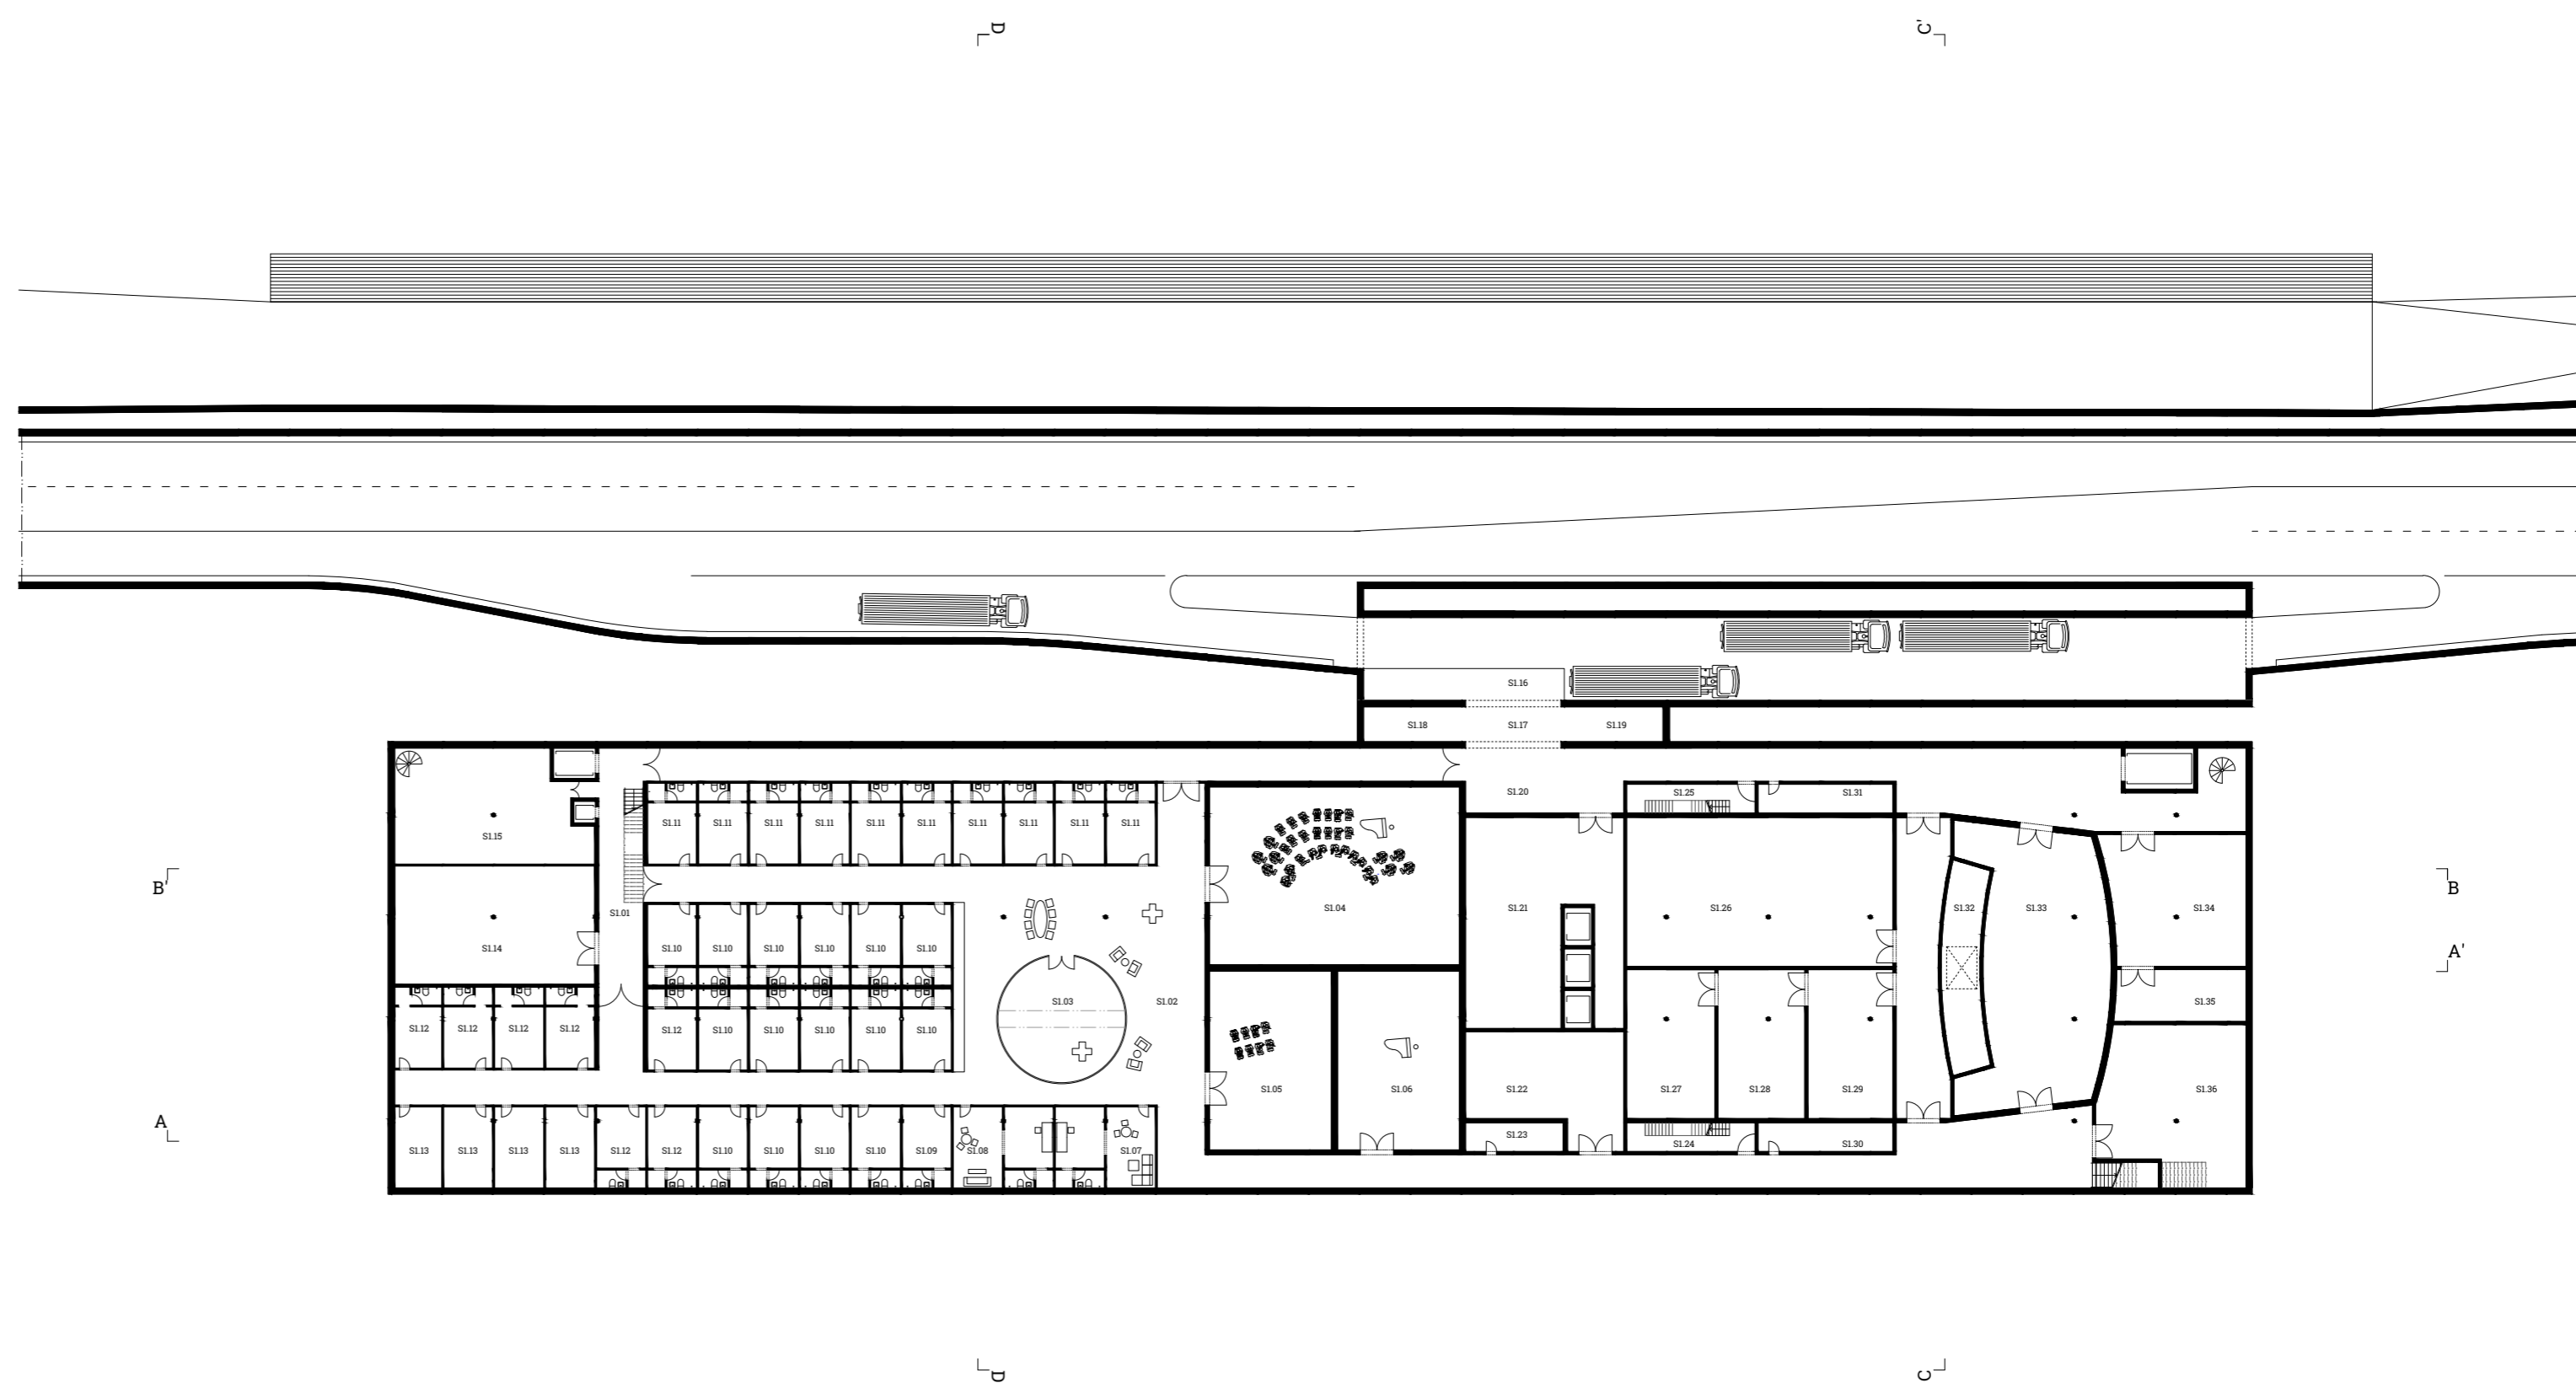 D
C'
S1.16
S1.18 S1.17 S1.19
S1.20 S1.25 S1.31
S1.11 S1.11 S1.11 S1.11 S1.11 S1.11 S1.11 S1.11 S1.11 S1.11
S1.15
B' B
S1.01 S1.04 S1.21 S1.26 S1.32 S1.33 S1.34
S1.14 S1.10 S1.10 S1.10 S1.10 S1.10 S1.10 A'
S1.03 S1.02 S1.35
S1.12 S1.12 S1.12 S1.12 S1.12 S1.10 S1.10 S1.10 S1.10 S1.10
S1.05 S1.06 S1.22 S1.27 S1.28 S1.29 S1.36
A
S1.23
S1.24 S1.30
S1.13 S1.13 S1.13 S1.13 S1.12 S1.12 S1.10 S1.10 S1.10 S1.10 S1.09 S1.08 S1.07
D
C